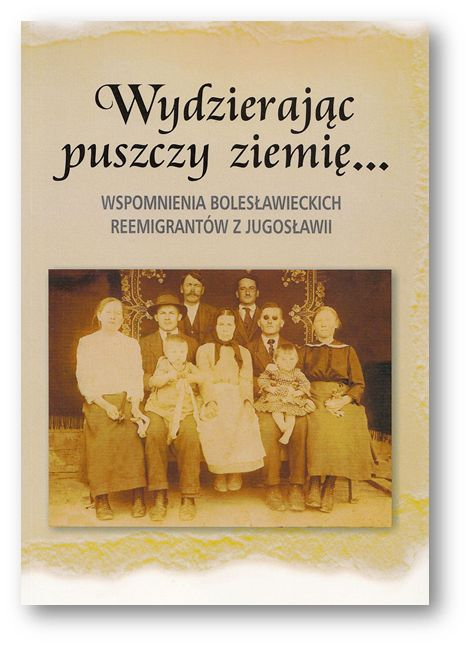 Wydzierając
puszczy ziemię...
WSPOMNIENIA BOLESŁAWIECKICH
REEMIGRANTÓW Z JUGOSŁAWII